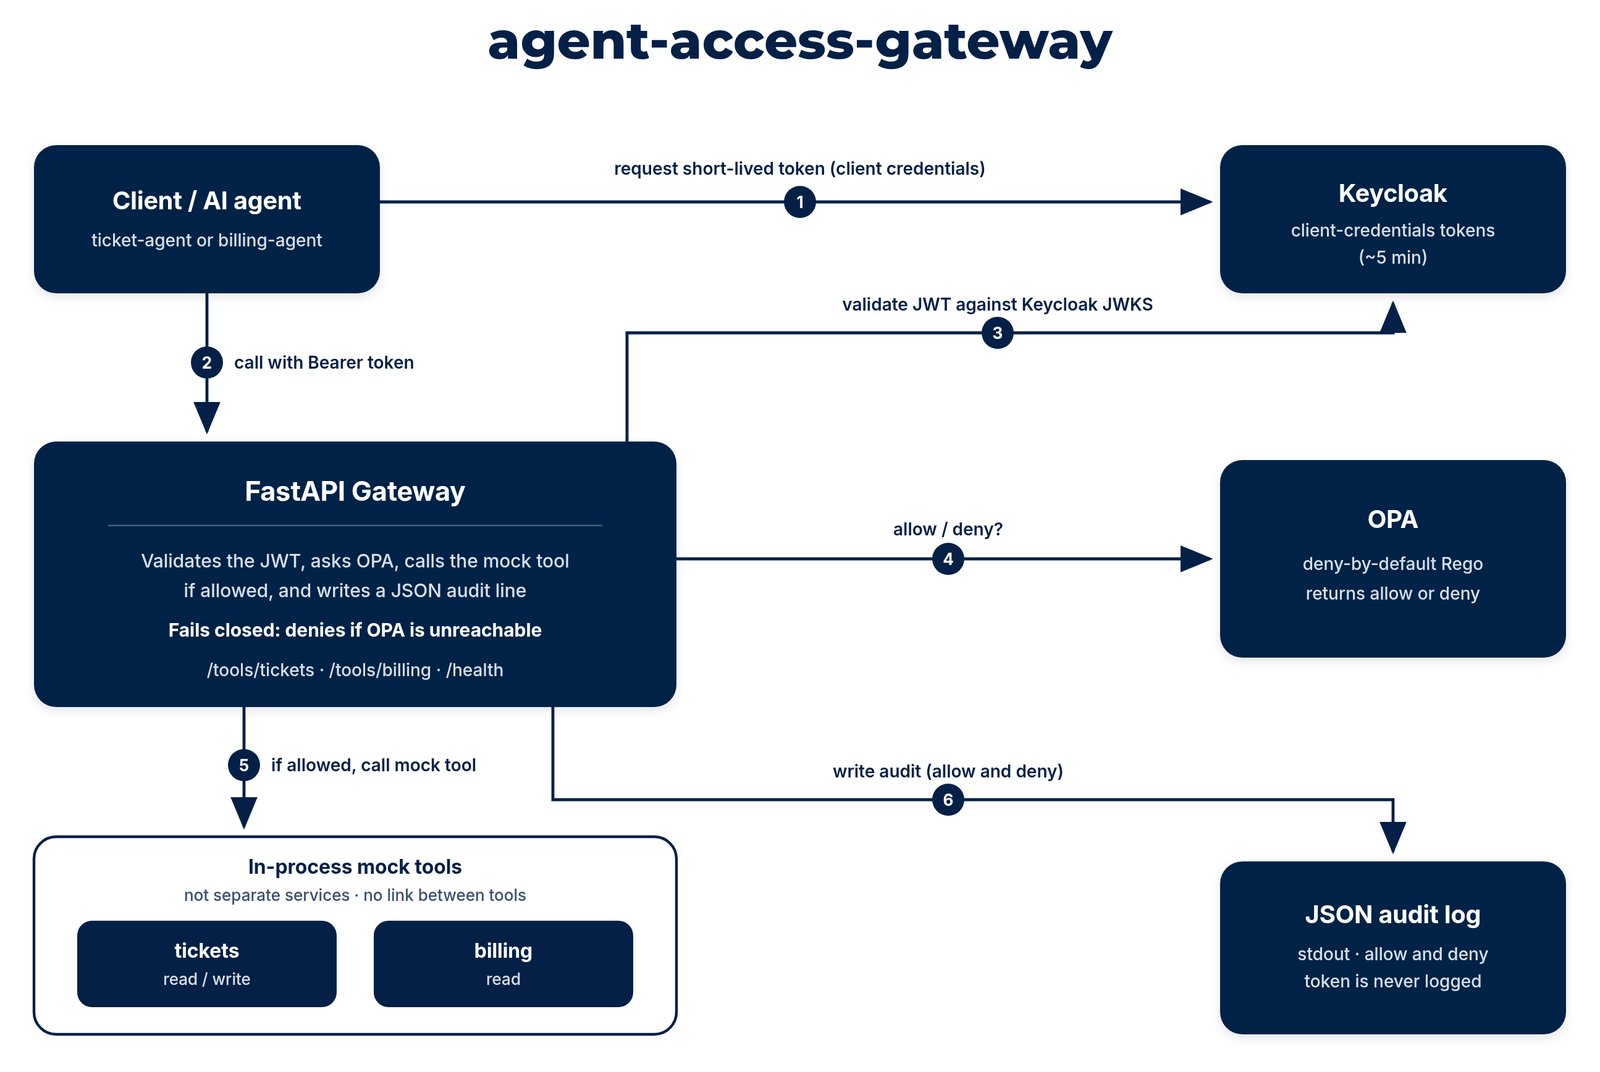 agent-access-gateway
Client / AI agent
ticket-agent or billing-agent
request short-lived token (client credentials)
1
Keycloak
client-credentials tokens
(~5 min)
2
call with Bearer token
validate JWT against Keycloak JWKS
3
FastAPI Gateway
Validates the JWT, asks OPA, calls the mock tool
if allowed, and writes a JSON audit line
Fails closed: denies if OPA is unreachable
/tools/tickets · /tools/billing · /health
allow / deny?
4
OPA
deny-by-default Rego
returns allow or deny
5
if allowed, call mock tool
write audit (allow and deny)
6
In-process mock tools
not separate services · no link between tools
tickets
read / write
billing
read
JSON audit log
stdout · allow and deny
token is never logged